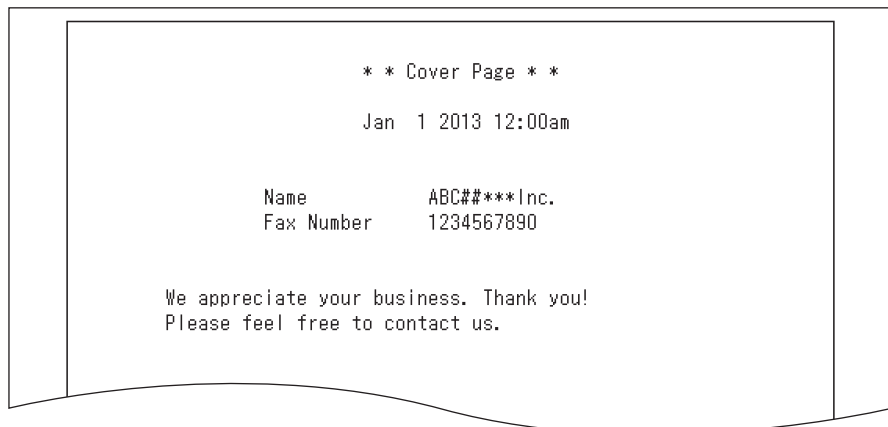 * * Cover Page * *
Jan 1 2013 12:00am
Name ABC##***Inc.
Fax Number 1234567890
We appreciate your business. Thank you!
Please feel free to contact us.